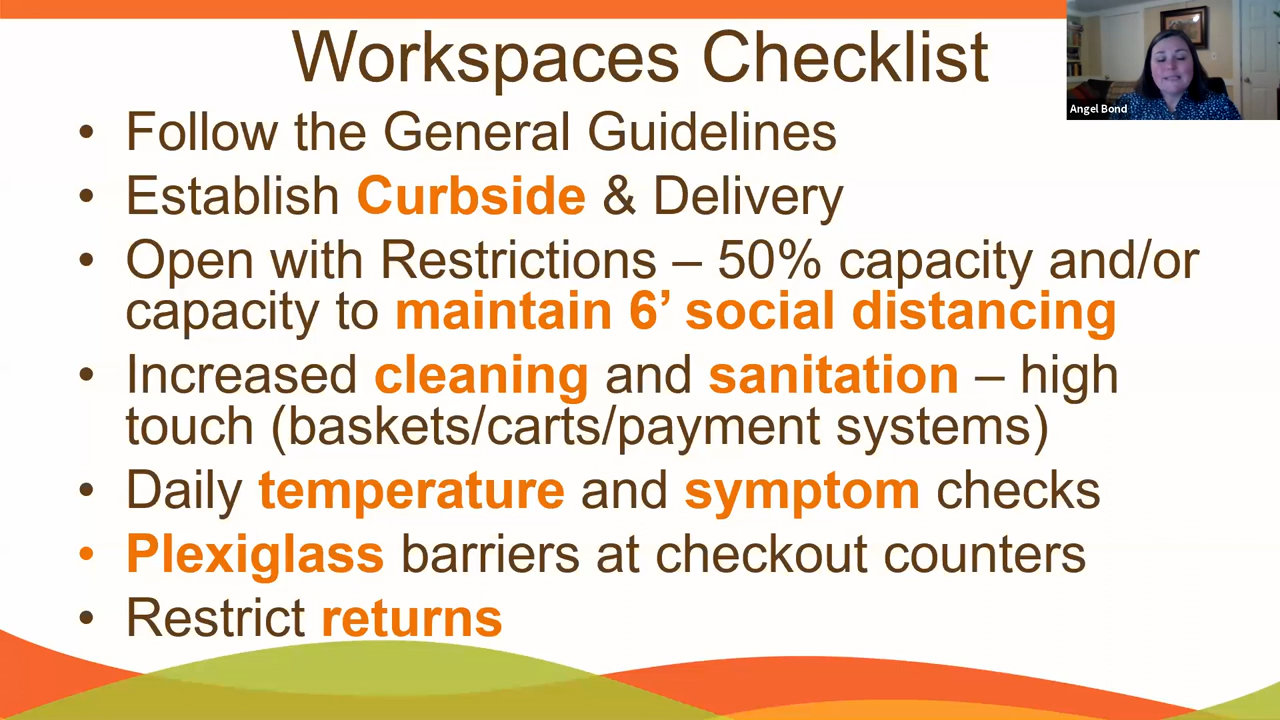 Workspaces Checklist
Angel Bond
• Follow the General Guidelines
• Establish Curbside & Delivery
• Open with Restrictions – 50% capacity and/or
capacity to maintain 6’ social distancing
• Increased cleaning and sanitation – high
touch (baskets/carts/payment systems)
• Daily temperature and symptom checks
• Plexiglass barriers at checkout counters
• Restrict returns